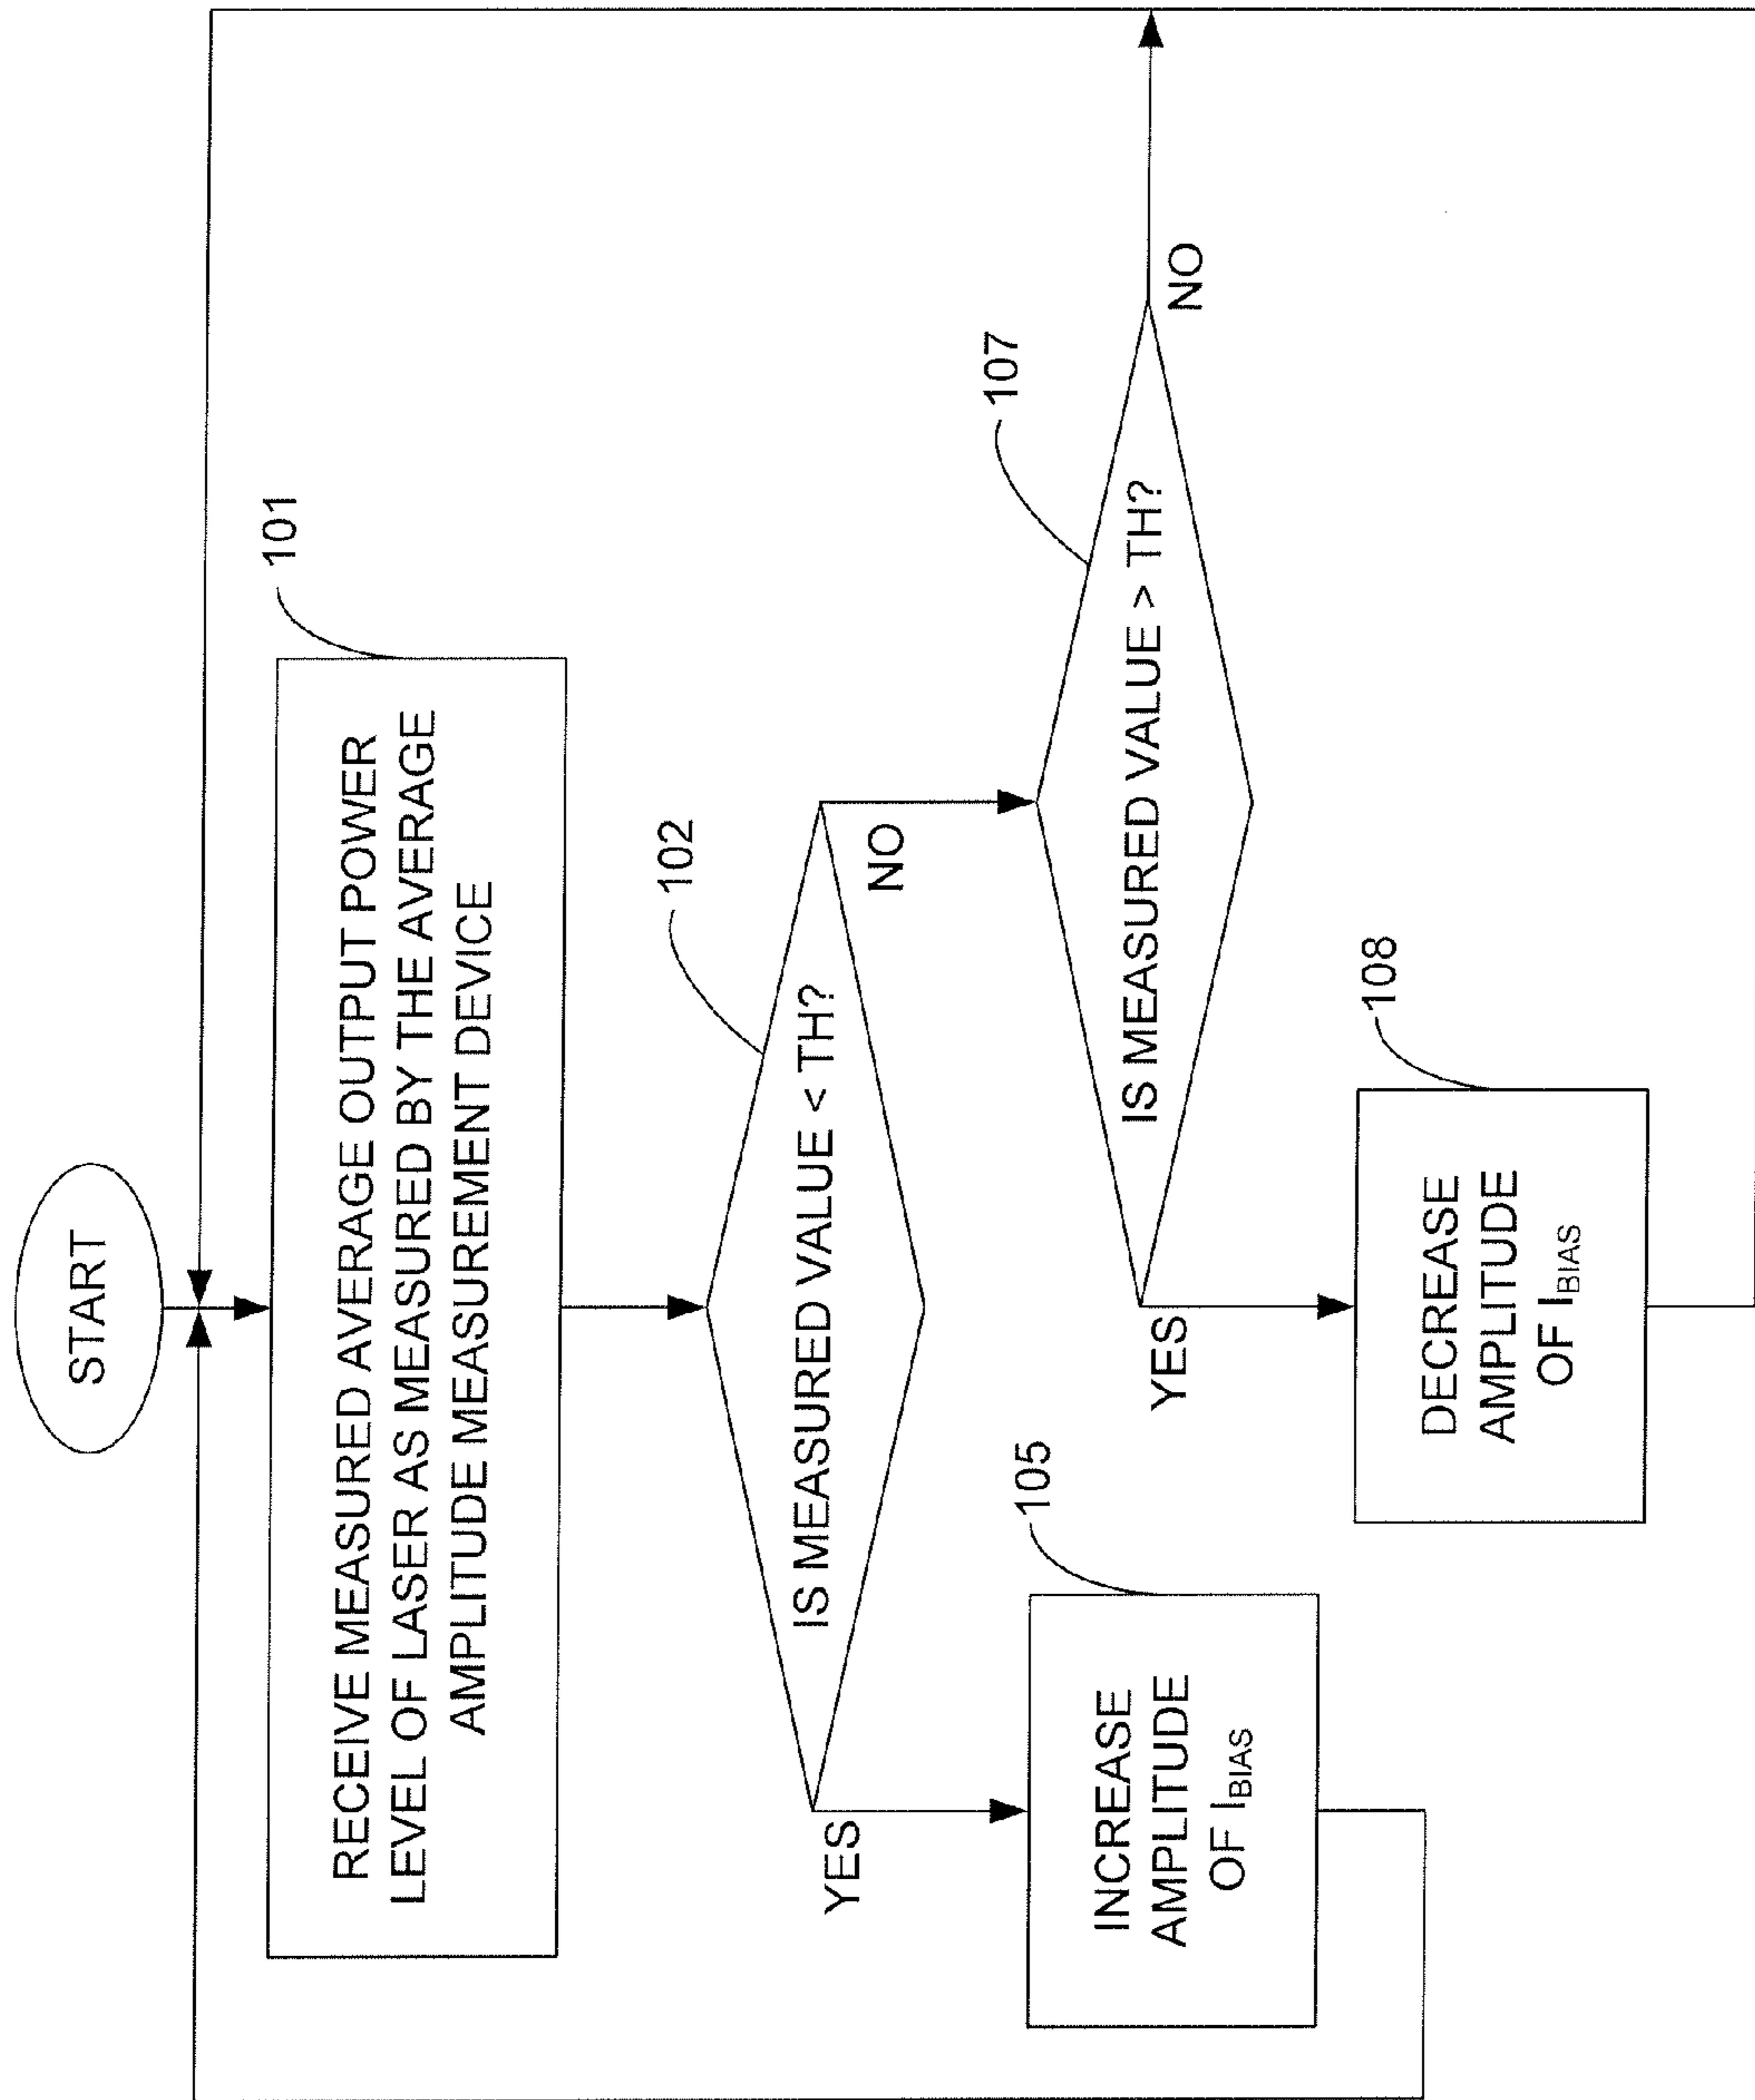 START
101
RECEIVE MEASURED AVERAGE OUTPUT POWER
LEVEL OF LASER AS MEASURED BY THE AVERAGE
AMPLITUDE MEASUREMENT DEVICE
102
IS MEASURED VALUE < TH?
YES
NO
105
INCREASE
AMPLITUDE
OF I_BIAS
107
IS MEASURED VALUE > TH?
YES
NO
108
DECREASE
AMPLITUDE
OF I_BIAS